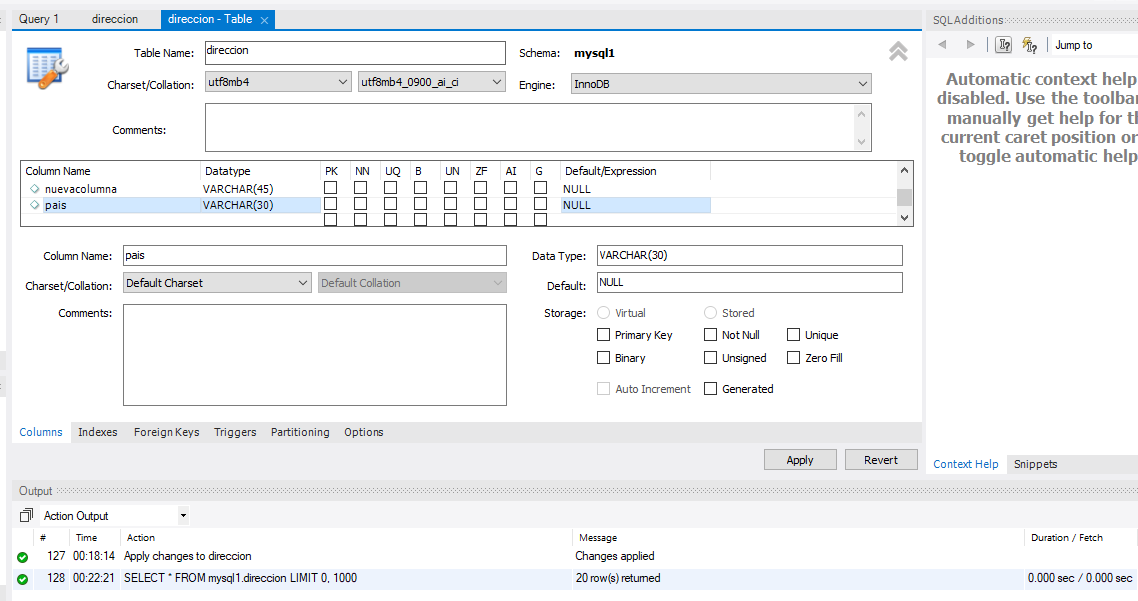 Query 1 direccion direccion - Table SQLAdditions
Table Name: direccion Schema: mysql1 Jump to
Charset/Collation: utf8mb4 utf8mb4_0900_ai_ci Engine: InnoDB
Comments:
Automatic context help
disabled. Use the toolbar
manually get help for th
current caret position or
toggle automatic help
Column Name Datatype PK NN UQ B UN ZF AI G Default/Expression
nuevacolumna VARCHAR(45) NULL
pais VARCHAR(30) NULL
Column Name: pais Data Type: VARCHAR(30)
Charset/Collation: Default Charset Default Collation Default: NULL
Comments: Storage: Virtual Stored
Primary Key Not Null Unique
Binary Unsigned Zero Fill
Auto Increment Generated
Columns Indexes Foreign Keys Triggers Partitioning Options
Apply Revert
Context Help Snippets
Output
Action Output
# Time Action Message Duration / Fetch
127 00:18:14 Apply changes to direccion Changes applied
128 00:22:21 SELECT * FROM mysql1.direccion LIMIT 0, 1000 20 row(s) returned 0.000 sec / 0.000 sec